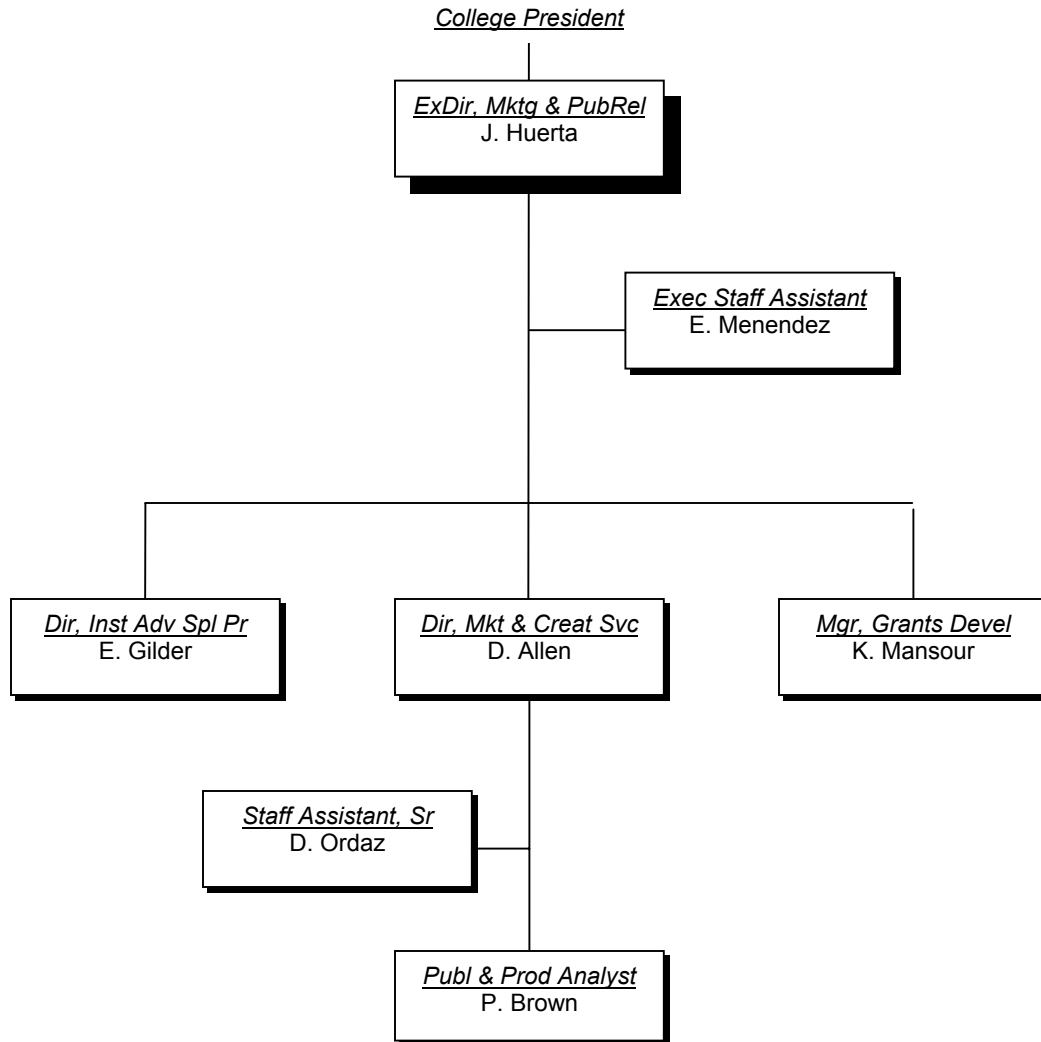 College President
ExDir, Mktg & PubRel
J. Huerta
Exec Staff Assistant
E. Menendez
Dir, Inst Adv Spl Pr
E. Gilder
Dir, Mkt & Creat Svc
D. Allen
Mgr, Grants Devel
K. Mansour
Staff Assistant, Sr
D. Ordaz
Publ & Prod Analyst
P. Brown